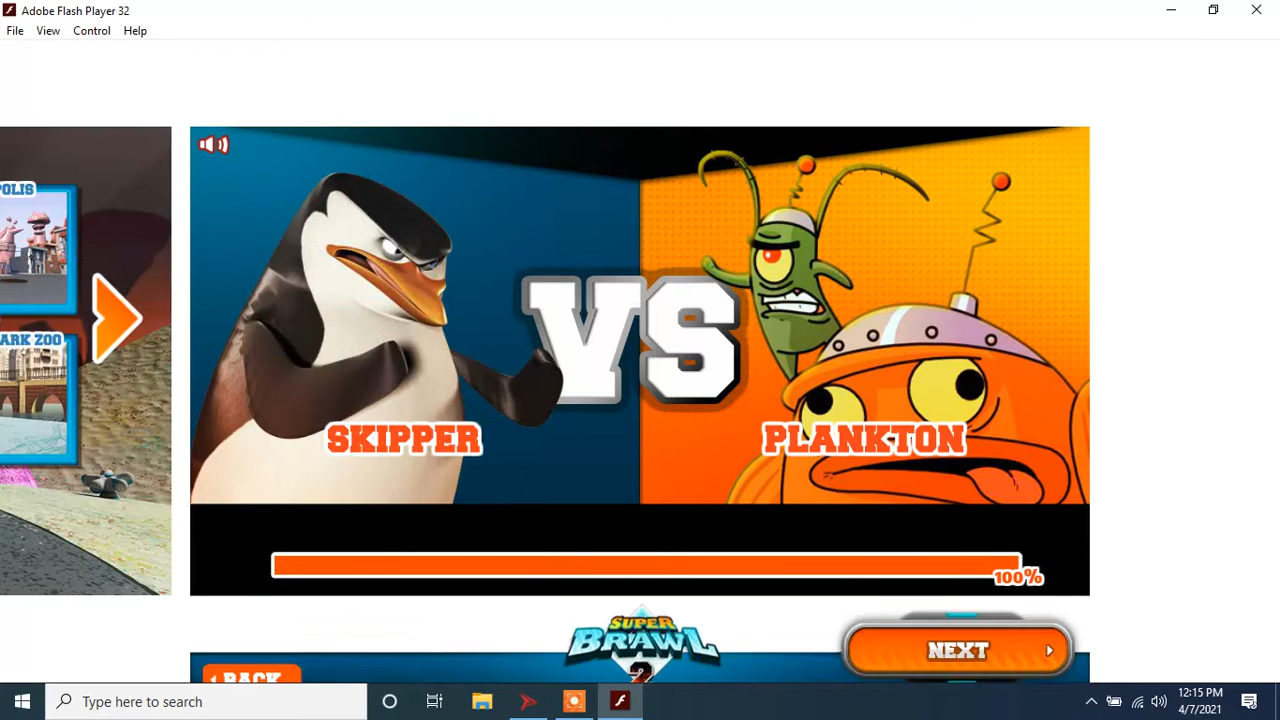 Adobe Flash Player 32
File View Control Help
POLIS
ARK ZOO
VS
SKIPPER
PLANKTON
100%
SUPER
BRAWL
2
NEXT
BACK
Type here to search
12:15 PM
4/7/2021